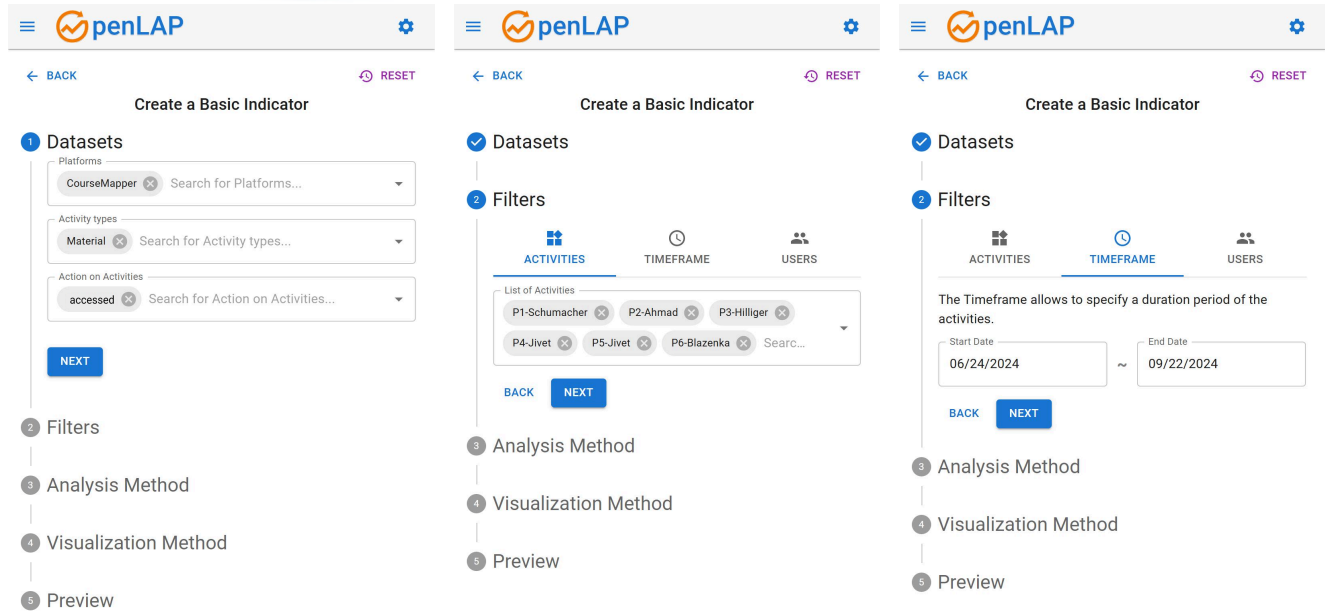 penLAP
BACK
RESET
Create a Basic Indicator
1 Datasets
Platforms
CourseMapper Search for Platforms...
Activity types
Material Search for Activity types...
Action on Activities
accessed Search for Action on Activities...
NEXT
2 Filters
3 Analysis Method
4 Visualization Method
5 Preview
penLAP
BACK
RESET
Create a Basic Indicator
Datasets
2 Filters
ACTIVITIES TIMEFRAME USERS
List of Activities
P1-Schumacher P2-Ahmad P3-Hilliger
P4-Jivet P5-Jivet P6-Blazenka Searc...
BACK NEXT
3 Analysis Method
4 Visualization Method
5 Preview
penLAP
BACK
RESET
Create a Basic Indicator
Datasets
2 Filters
ACTIVITIES TIMEFRAME USERS
The Timeframe allows to specify a duration period of the
activities.
Start Date End Date
06/24/2024 ~ 09/22/2024
BACK NEXT
3 Analysis Method
4 Visualization Method
5 Preview